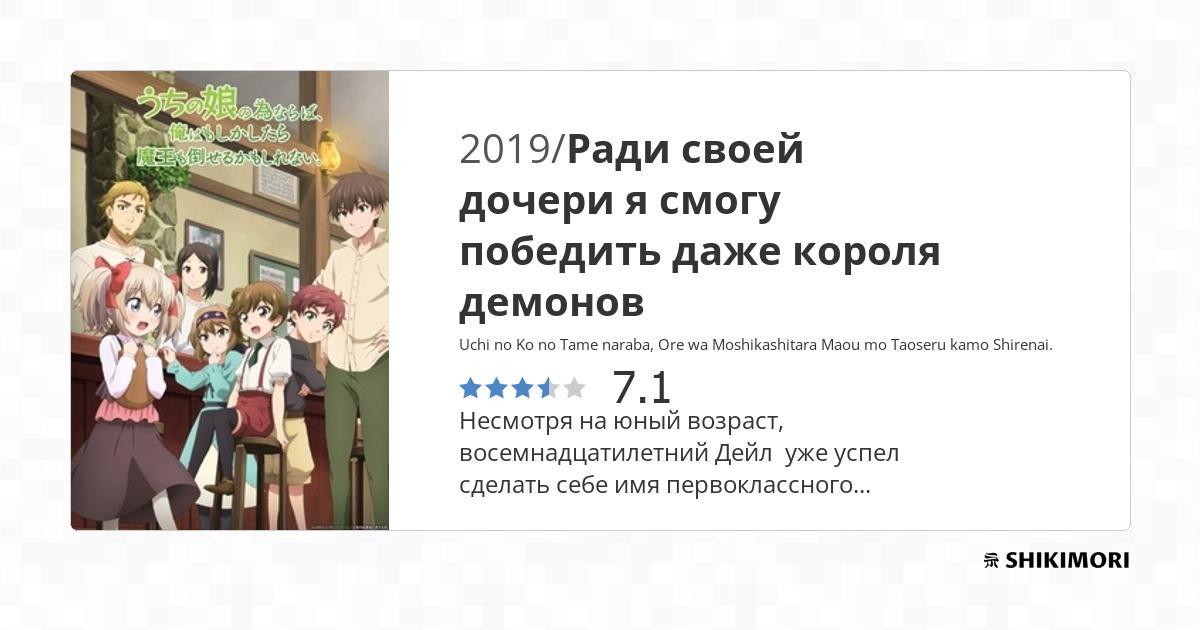 うちの娘の為ならば、
俺はもしかしたら
魔王も倒せるかもしれない。
2019/Ради своей
дочери я смогу
победить даже короля
демонов
Uchi no Ko no Tame naraba, Ore wa Moshikashitara Maou mo Taoseru kamo Shirenai.
7.1
Несмотря на юный возраст,
восемнадцатилетний Дейл  уже успел
сделать себе имя первоклассного...
SHIKIMORI